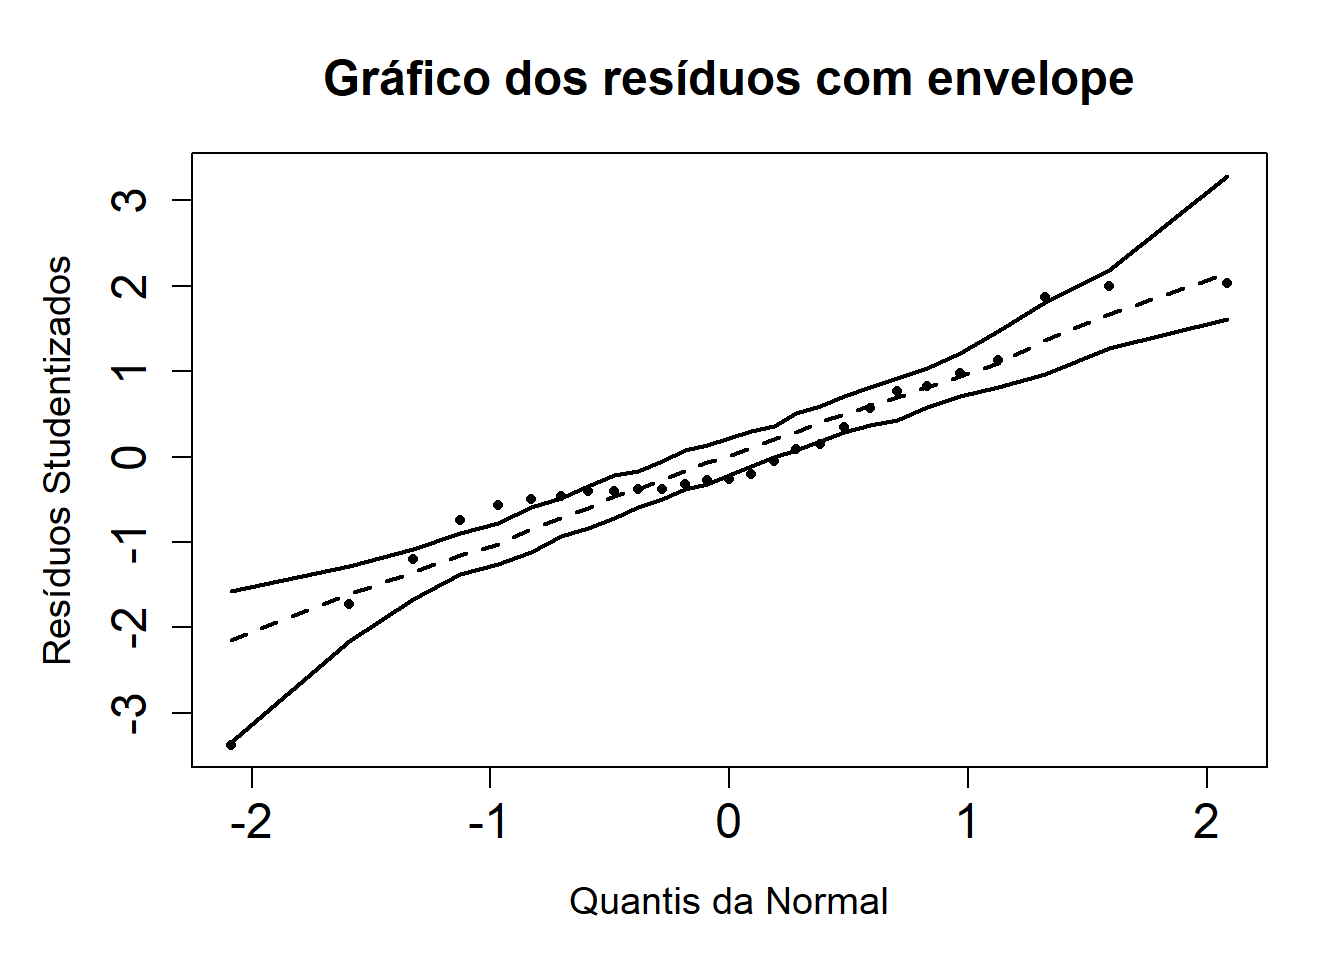 Gráfico dos resíduos com envelope
Resíduos Studentizados
3
2
1
0
-1
-2
-3
-2 -1 0 1 2
Quantis da Normal